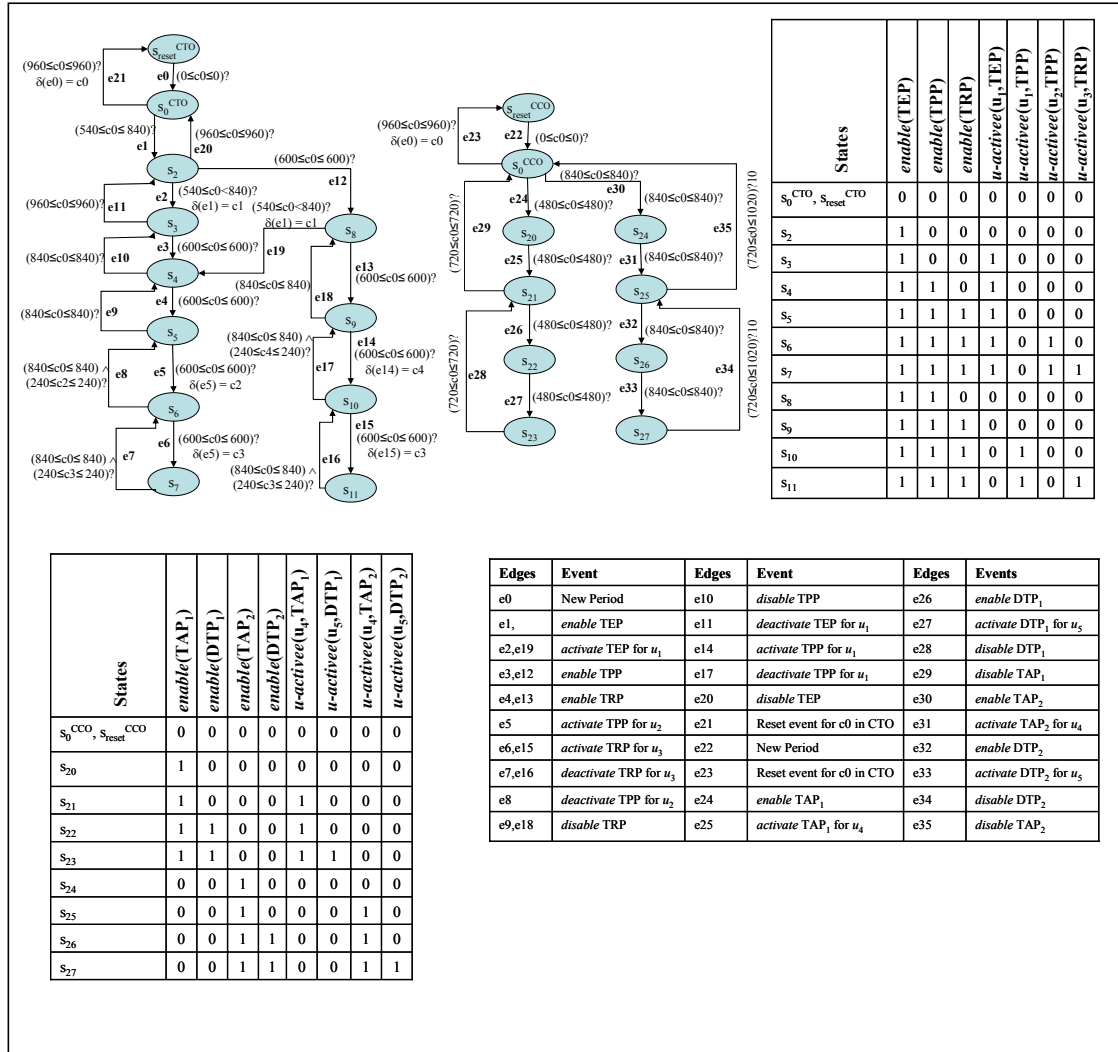 s_reset^CTO
(960≤c0≤960)?
δ(e0) = c0
e21
e0
(0≤c0≤0)?
s_0^CTO
(540≤c0≤ 840)?
e1
e20
(960≤c0≤960)?
s_2
(600≤c0≤ 600)?
e12
e2
(540≤c0<840)?
δ(e1) = c1
(960≤c0≤960)?
e11
s_3
(540≤c0<840)?
δ(e1) = c1
s_8
e19
e3
(600≤c0≤ 600)?
(840≤c0≤840)?
e10
s_4
e13
(600≤c0≤ 600)?
e18
(840≤c0≤840)
e4
(600≤c0≤ 600)?
(840≤c0≤840)?
e9
s_5
s_9
(840≤c0≤840) ∧
(240≤c4≤240)?
e14
(600≤c0≤ 600)?
δ(e14) = c4
e17
(840≤c0≤840) ∧
(240≤c2≤240)?
e8
e5
(600≤c0≤ 600)?
δ(e5) = c2
s_6
s_10
e15
(600≤c0≤ 600)?
δ(e15) = c3
e7
e6
(600≤c0≤ 600)?
δ(e5) = c3
(840≤c0≤840) ∧
(240≤c3≤240)?
e16
(840≤c0≤840) ∧
(240≤c3≤240)?
s_7
s_11
s_reset^CCO
(960≤c0≤960)?
δ(e0) = c0
e23
e22
(0≤c0≤0)?
s_0^CCO
(840≤c0≤840)?
e30
e24
(480≤c0≤480)?
(720≤c0≤720)?
e29
s_20
s_24
e35
(720≤c0≤1020)?10
e25
(480≤c0≤480)?
e31
(840≤c0≤840)?
s_21
s_25
e26
(480≤c0≤480)?
e32
(840≤c0≤840)?
(720≤c0≤720)?
e28
s_22
s_26
e34
(720≤c0≤1020)?10
e27
(480≤c0≤480)?
e33
(840≤c0≤840)?
s_23
s_27
States enable(TEP) enable(TPP) enable(TRP) u-activee(u_1,TEP) u-activee(u_1,TPP) u-activee(u_2,TPP) u-activee(u_3,TRP)
s_0^CTO, s_reset^CTO 0 0 0 0 0 0 0
s_2 1 0 0 0 0 0 0
s_3 1 0 0 1 0 0 0
s_4 1 1 0 1 0 0 0
s_5 1 1 1 1 0 0 0
s_6 1 1 1 1 0 1 0
s_7 1 1 1 1 0 1 1
s_8 1 1 0 0 0 0 0
s_9 1 1 1 0 0 0 0
s_10 1 1 1 0 1 0 0
s_11 1 1 1 0 1 0 1
States enable(TAP_1) enable(DTP_1) enable(TAP_2) enable(DTP_2) u-activee(u_4,TAP_1) u-activee(u_5,DTP_1) u-activee(u_4,TAP_2) u-activee(u_5,DTP_2)
s_0^CCO, s_reset^CCO 0 0 0 0 0 0 0 0
s_20 1 0 0 0 0 0 0 0
s_21 1 0 0 0 1 0 0 0
s_22 1 1 0 0 1 0 0 0
s_23 1 1 0 0 1 1 0 0
s_24 0 0 1 0 0 0 0 0
s_25 0 0 1 0 0 0 1 0
s_26 0 0 1 1 0 0 1 0
s_27 0 0 1 1 0 0 1 1
Edges Event Edges Event Edges Events
e0 New Period e10 disable TPP e26 enable DTP_1
e1, enable TEP e11 deactivate TEP for u_1 e27 activate DTP_1 for u_5
e2,e19 activate TEP for u_1 e14 activate TPP for u_1 e28 disable DTP_1
e3,e12 enable TPP e17 deactivate TPP for u_1 e29 disable TAP_1
e4,e13 enable TRP e20 disable TEP e30 enable TAP_2
e5 activate TPP for u_2 e21 Reset event for c0 in CTO e31 activate TAP_2 for u_4
e6,e15 activate TRP for u_3 e22 New Period e32 enable DTP_2
e7,e16 deactivate TRP for u_3 e23 Reset event for c0 in CTO e33 activate DTP_2 for u_5
e8 deactivate TPP for u_2 e24 enable TAP_1 e34 disable DTP_2
e9,e18 disable TRP e25 activate TAP_1 for u_4 e35 disable TAP_2